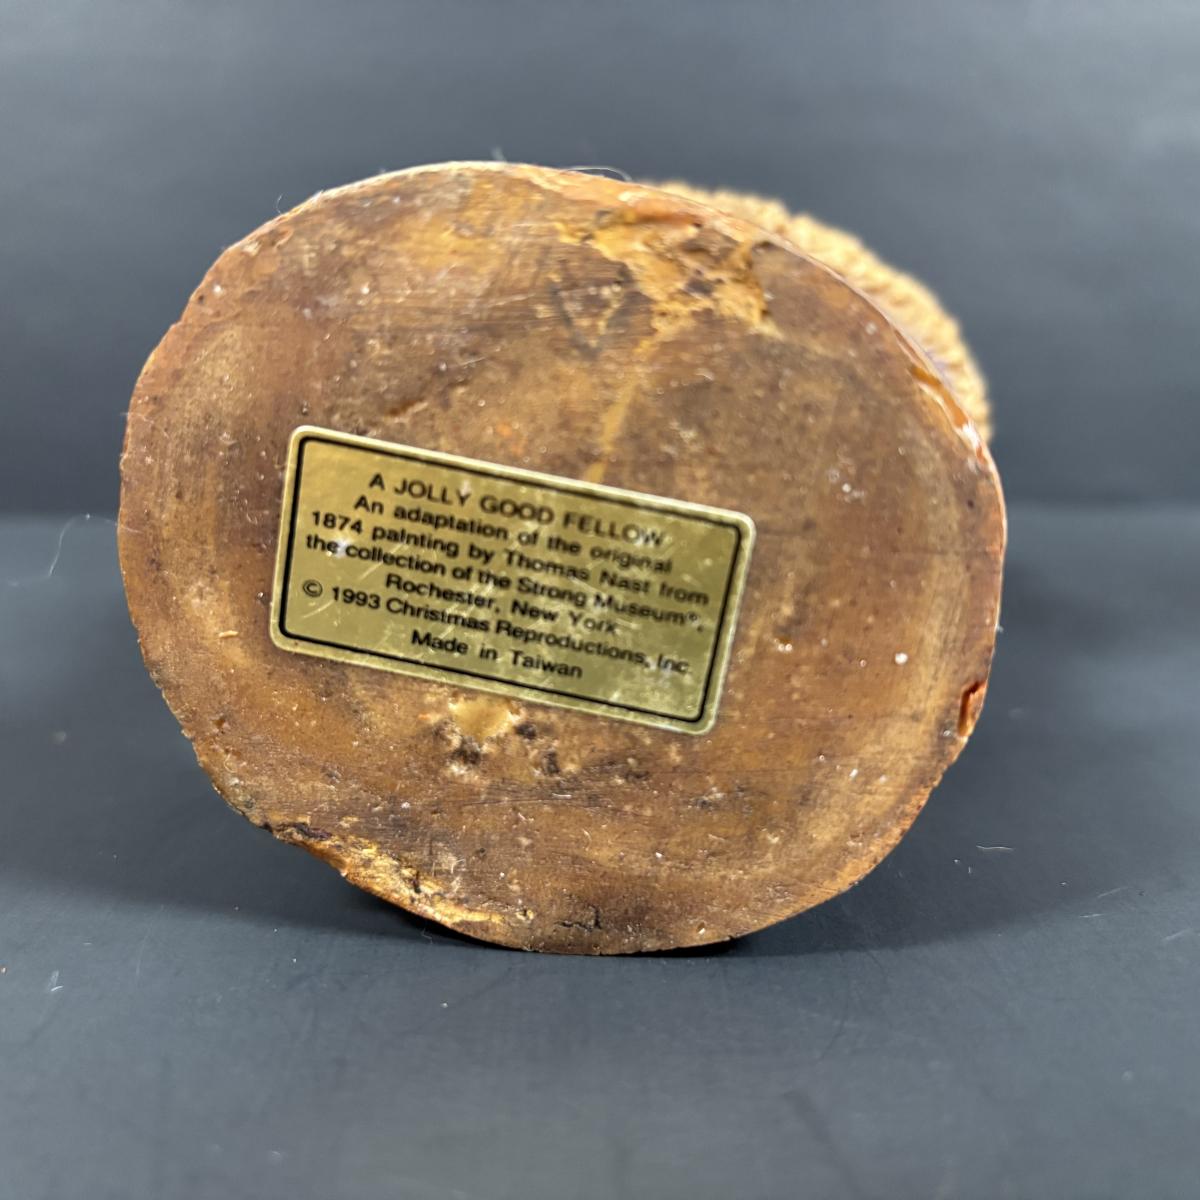 A JOLLY GOOD FELLOW
An adaptation of the original
1874 painting by Thomas Nast from
the collection of the Strong Museum®,
Rochester, New York
© 1993 Christmas Reproductions, Inc.
Made in Taiwan